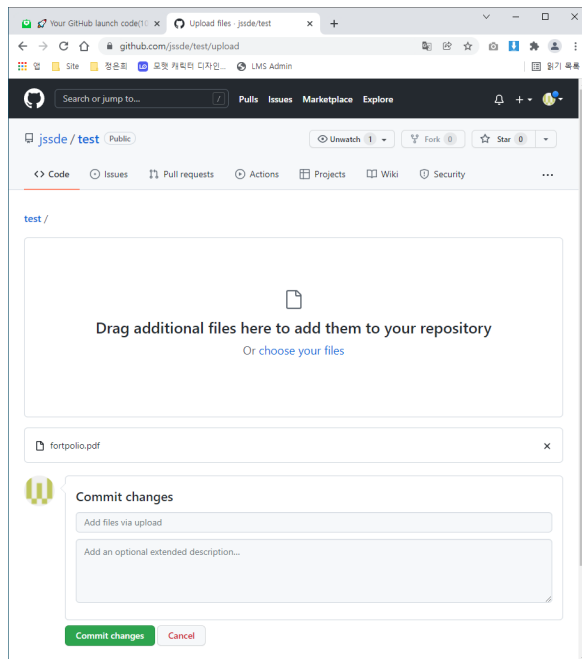 Your GitHub launch code(1(
Upload files · jssde/test
github.com/jssde/test/upload
앱
Site
정은희
모랫 캐릭터 디자인...
LMS Admin
읽기 목록
Search or jump to...
/
Pulls
Issues
Marketplace
Explore
jssde / test
Public
Unwatch 1
Fork 0
Star 0
Code
Issues
Pull requests
Actions
Projects
Wiki
Security
...
test /
Drag additional files here to add them to your repository
Or choose your files
fortpolio.pdf
Commit changes
Add files via upload
Add an optional extended description...
Commit changes
Cancel